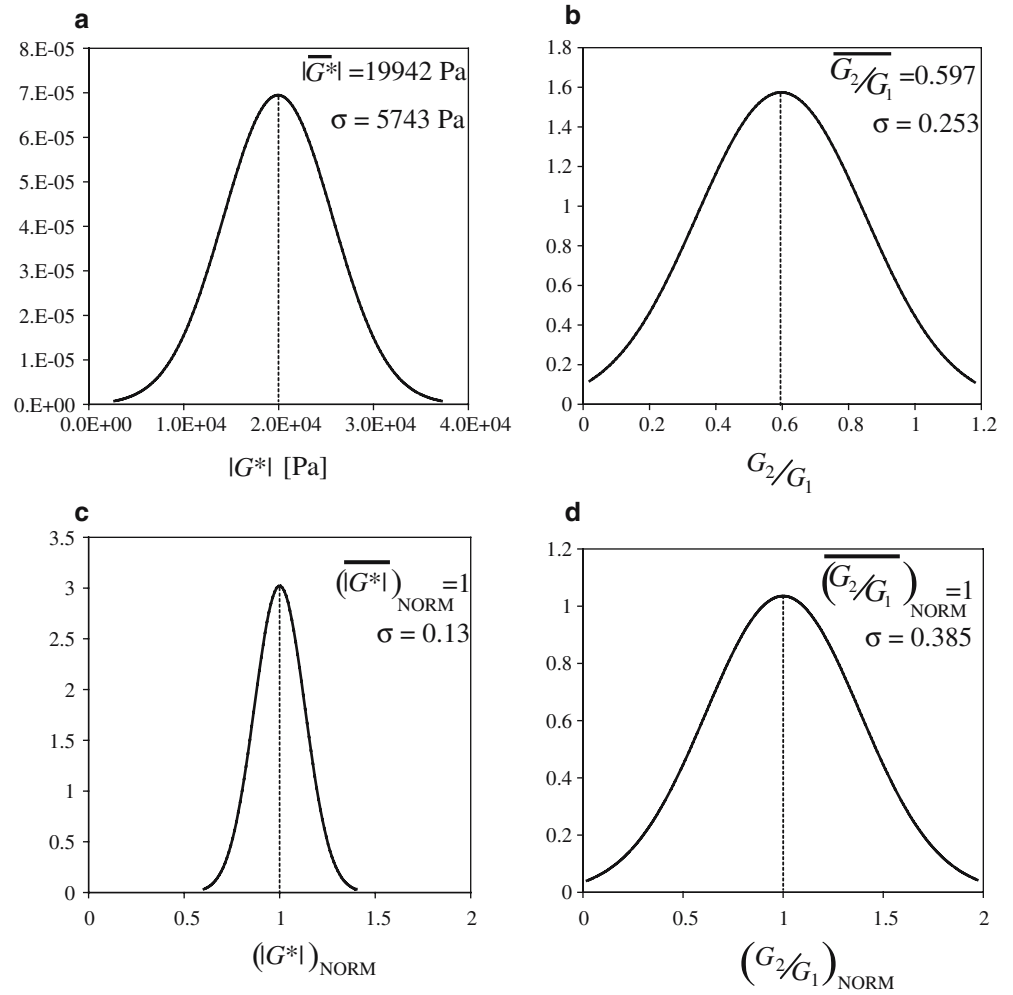 a
8.E-05
7.E-05
6.E-05
5.E-05
4.E-05
3.E-05
2.E-05
1.E-05
0.E+00
|G*| =19942 Pa
σ = 5743 Pa
0.0E+00 1.0E+04 2.0E+04 3.0E+04 4.0E+04
|G*| [Pa]
b
1.8
1.6
1.4
1.2
1
0.8
0.6
0.4
0.2
0
G2/G1 =0.597
σ = 0.253
0 0.2 0.4 0.6 0.8 1 1.2
G2/G1
c
3.5
3
2.5
2
1.5
1
0.5
0
(|G*|)NORM =1
σ = 0.13
0 0.5 1 1.5 2
(|G*|)NORM
d
1.2
1
0.8
0.6
0.4
0.2
0
(G2/G1)NORM =1
σ = 0.385
0 0.5 1 1.5 2
(G2/G1)NORM